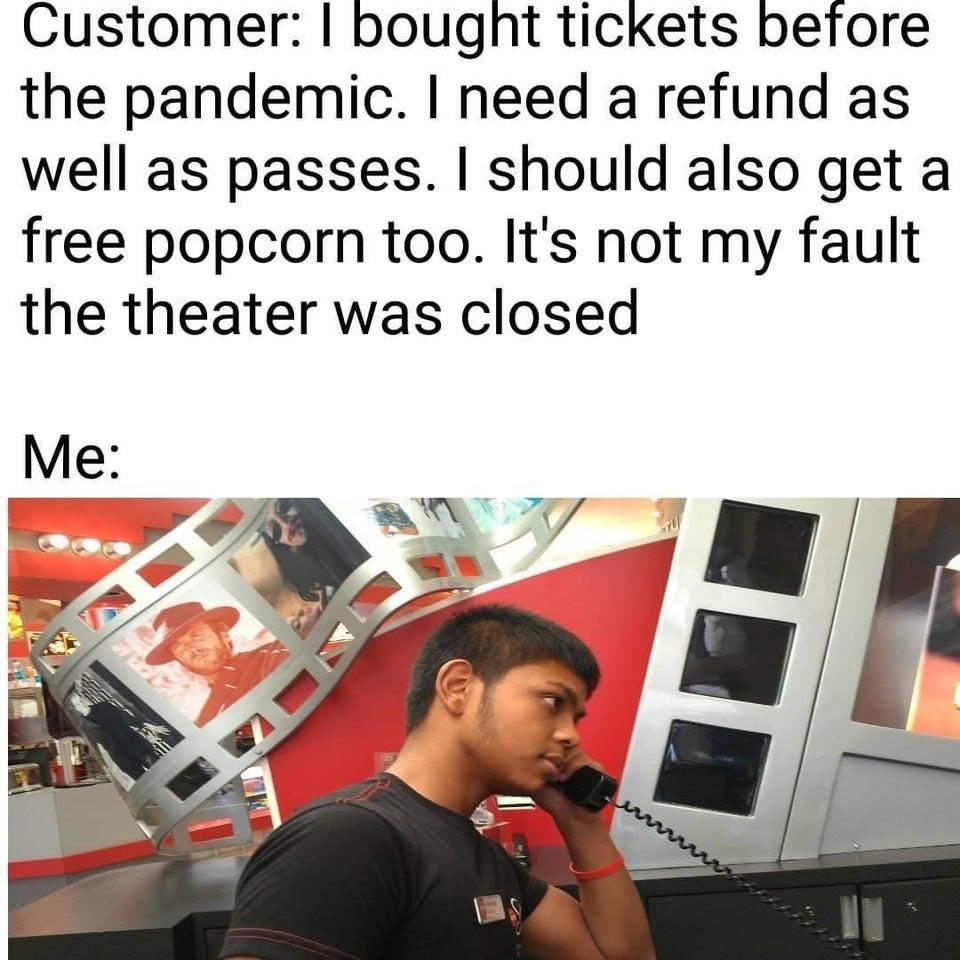 Customer: I bought tickets before
the pandemic. I need a refund as
well as passes. I should also get a
free popcorn too. It's not my fault
the theater was closed
Me: